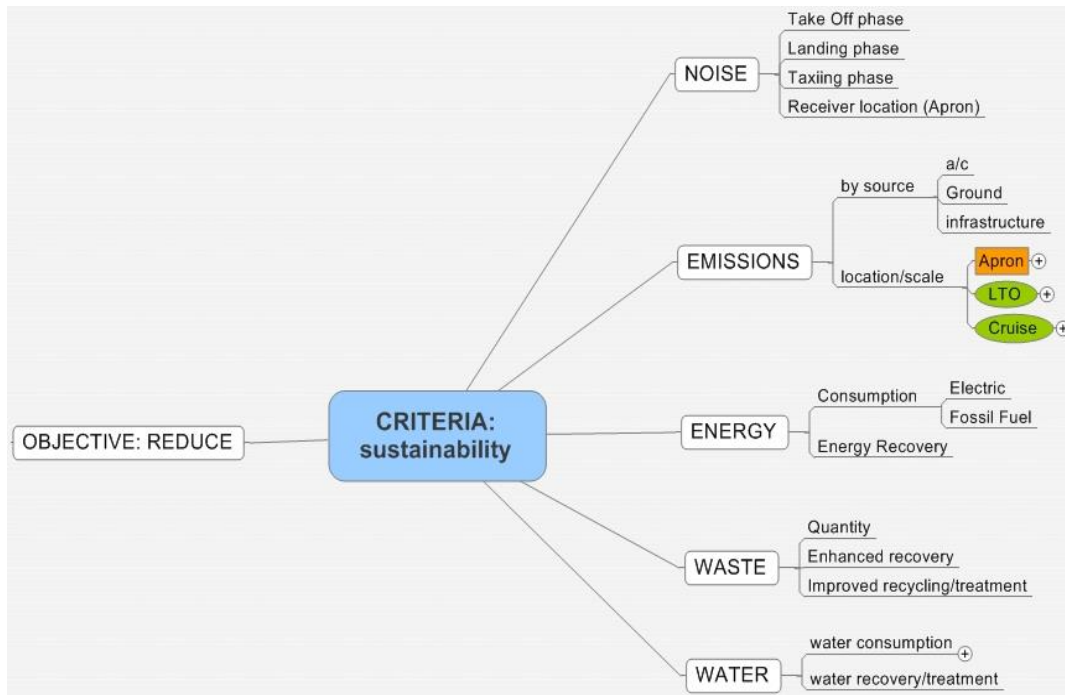 Take Off phase
Landing phase
NOISE
Taxiing phase
Receiver location (Apron)
a/c
by source
Ground
infrastructure
EMISSIONS
Apron
location/scale
LTO
Cruise
Electric
Consumption
Fossil Fuel
ENERGY
Energy Recovery
CRITERIA:
sustainability
OBJECTIVE: REDUCE
Quantity
WASTE
Enhanced recovery
Improved recycling/treatment
water consumption
WATER
water recovery/treatment